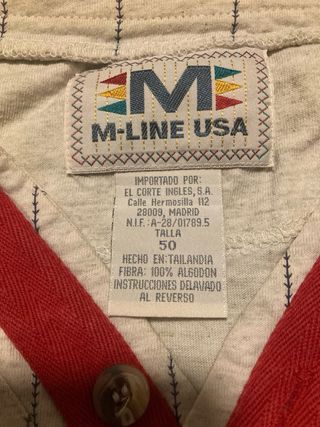 M
M-LINE USA
IMPORTADO POR:
EL CORTE INGLES, S.A.
Calle Hermosilla 112
28009, MADRID
N.I.F.: A-28/01789.5
TALLA
50
HECHO EN:TAILANDIA
FIBRA: 100% ALGODON
INSTRUCCIONES DELAVADO
AL REVERSO